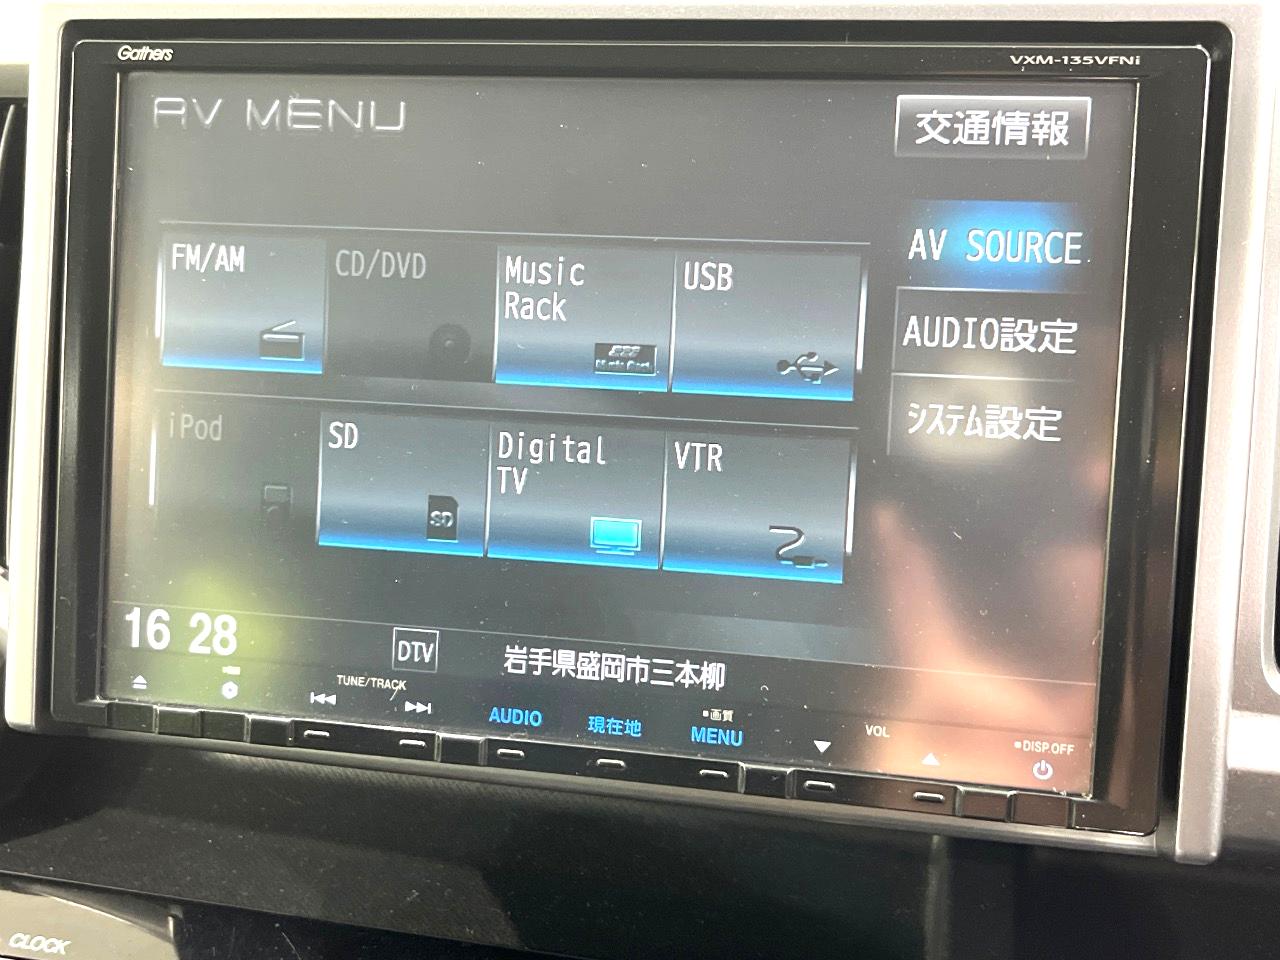 Gathers
VXM-135VFNi
AV MENU
交通情報
FM/AM
CD/DVD
Music
Rack
USB
AV SOURCE
AUDIO設定
システム設定
iPod
SD
SD
Digital
TV
VTR
16 28
DTV
岩手県盛岡市三本柳
TUNE/TRACK
AUDIO
現在地
画質
MENU
VOL
DISP.OFF
CLOCK